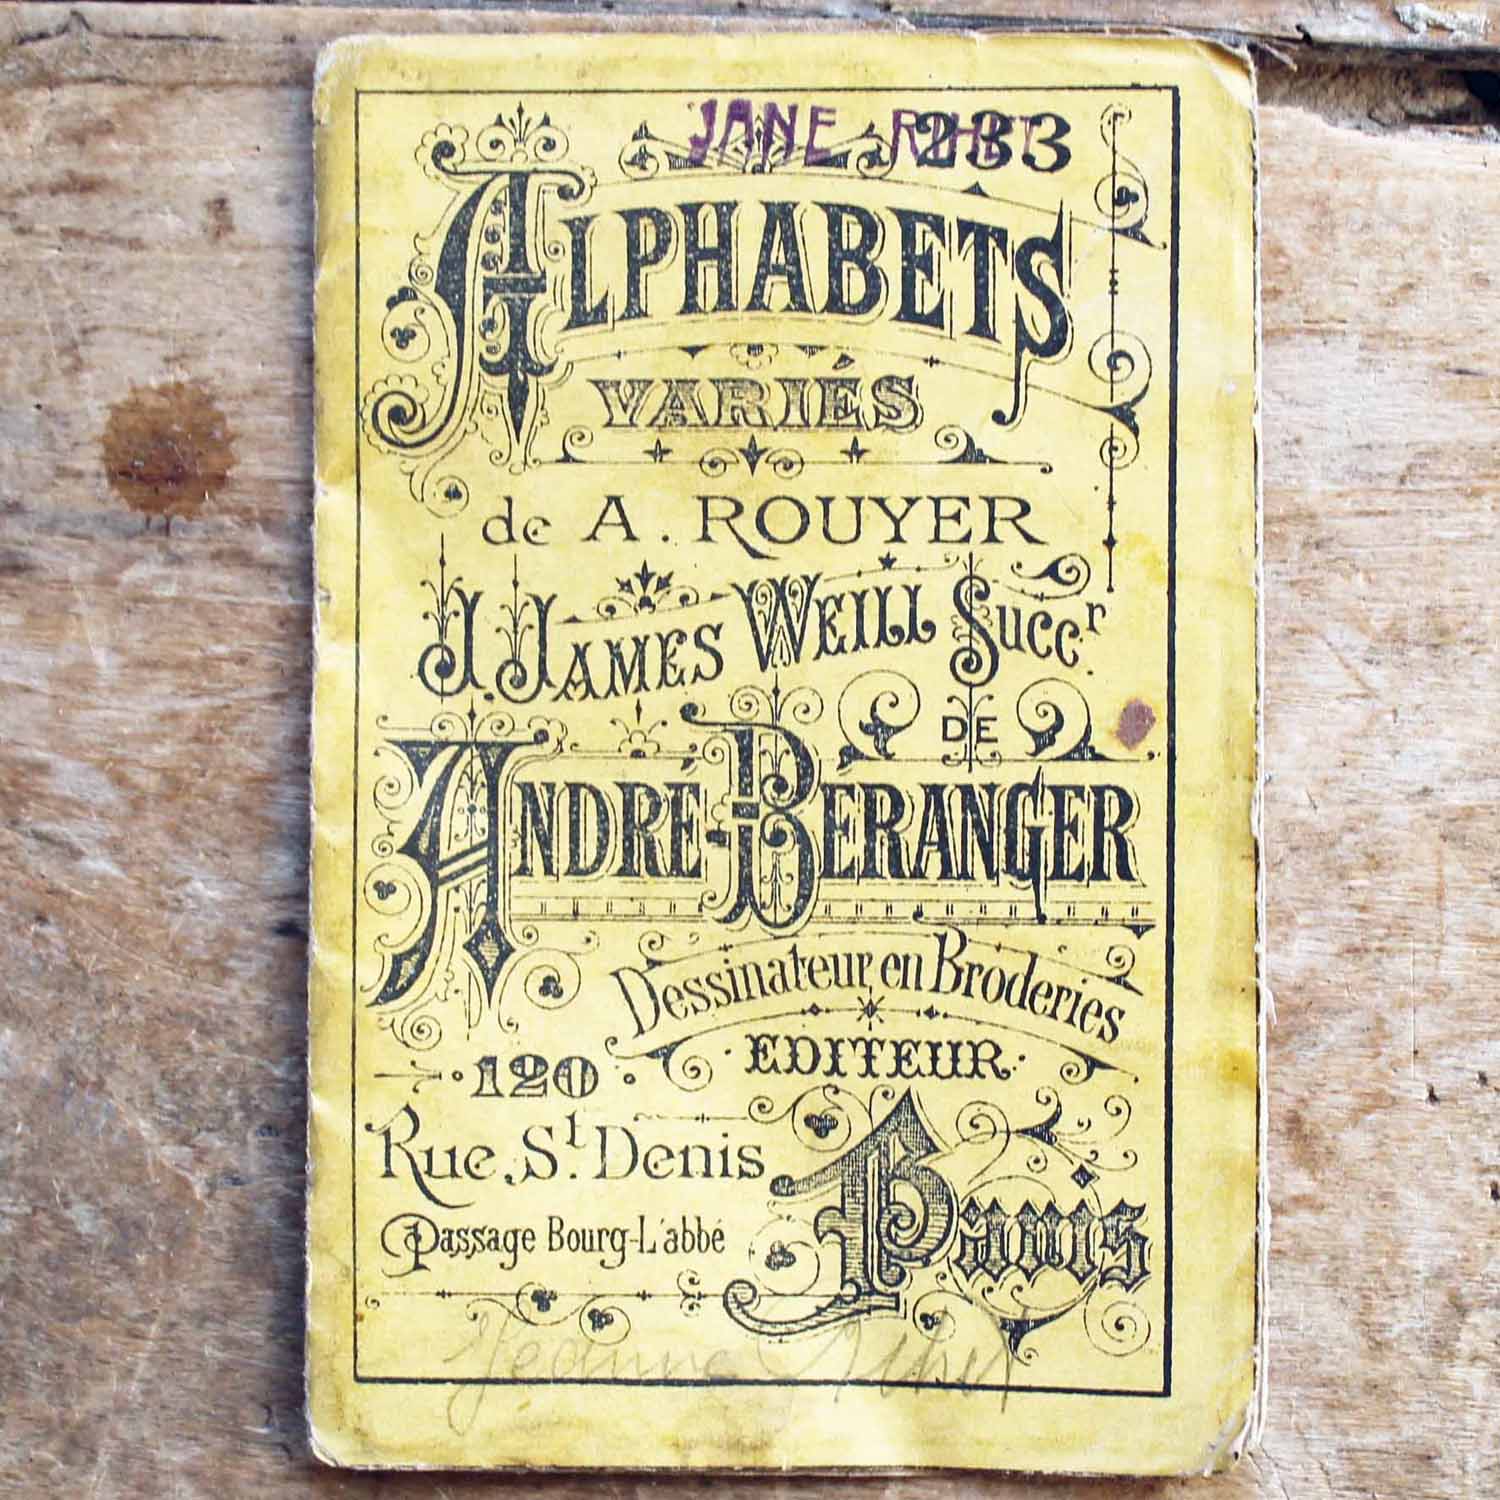 JANE
233
ALPHABETS
VARIÉS
de A. ROUYER
J. JAMES WEILL Succr.
DE
ANDRÉ-BERANGER
Dessinateur en Broderies
EDITEUR
120
Rue St. Denis
Passage Bourg-L'abbé
Paris